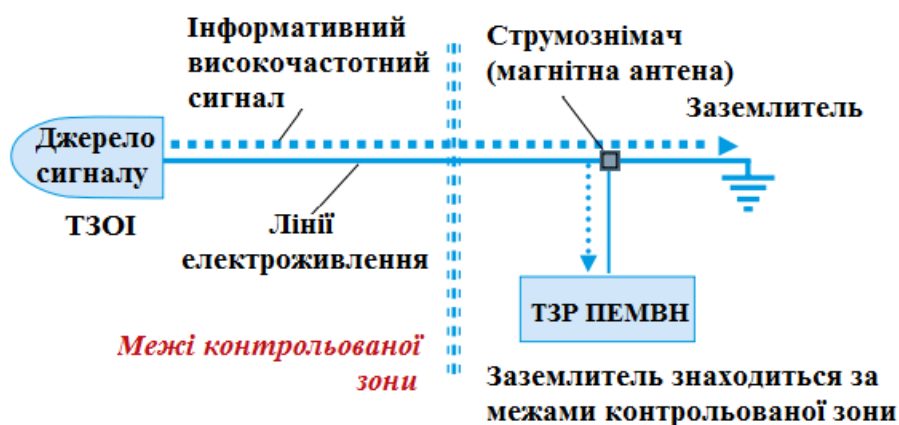 Інформативний
високочастотний
сигнал
Струмознімач
(магнітна антена)
Заземлитель
Джерело
сигналу
ТЗОІ
Лінії
електроживлення
ТЗР ПЕМВН
Межі контрольованої
зони
Заземлитель знаходиться за
межами контрольованої зони